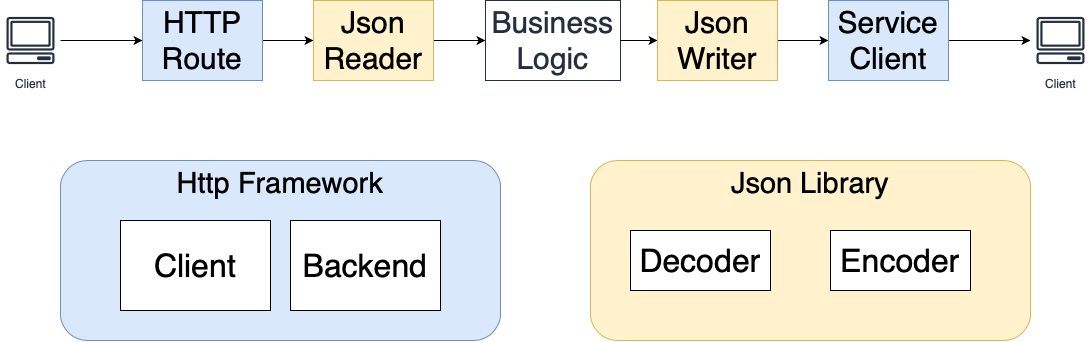 Client
HTTP
Route
Json
Reader
Business
Logic
Json
Writer
Service
Client
Client
Http Framework
Client
Backend
Json Library
Decoder
Encoder